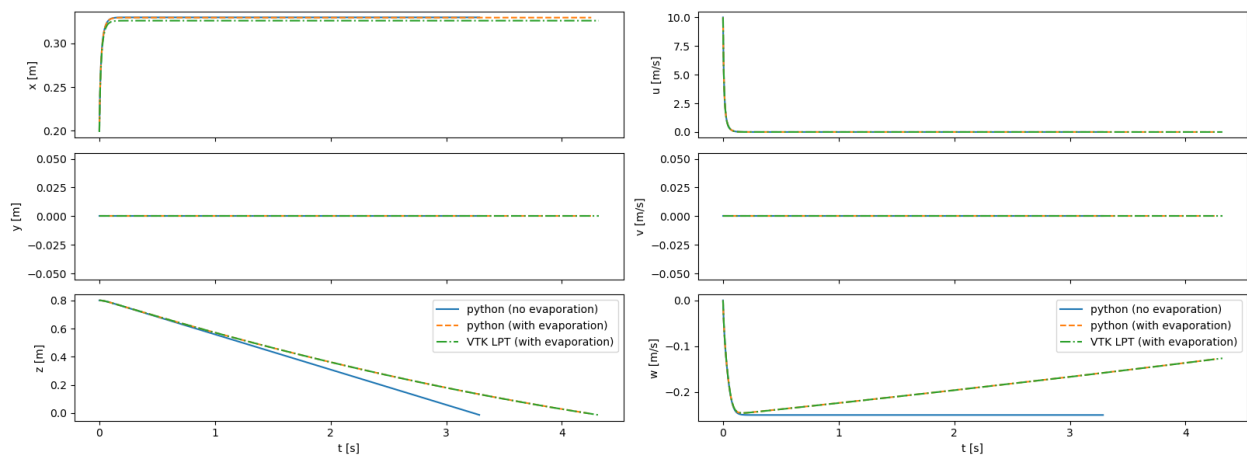 x [m]
0.30
0.25
0.20
u [m/s]
10.0
7.5
5.0
2.5
0.0
y [m]
0.050
0.025
0.000
−0.025
−0.050
v [m/s]
0.050
0.025
0.000
−0.025
−0.050
z [m]
0.8
0.6
0.4
0.2
0.0
python (no evaporation)
python (with evaporation)
VTK LPT (with evaporation)
0 1 2 3 4
t [s]
w [m/s]
0.0
−0.1
−0.2
python (no evaporation)
python (with evaporation)
VTK LPT (with evaporation)
0 1 2 3 4
t [s]